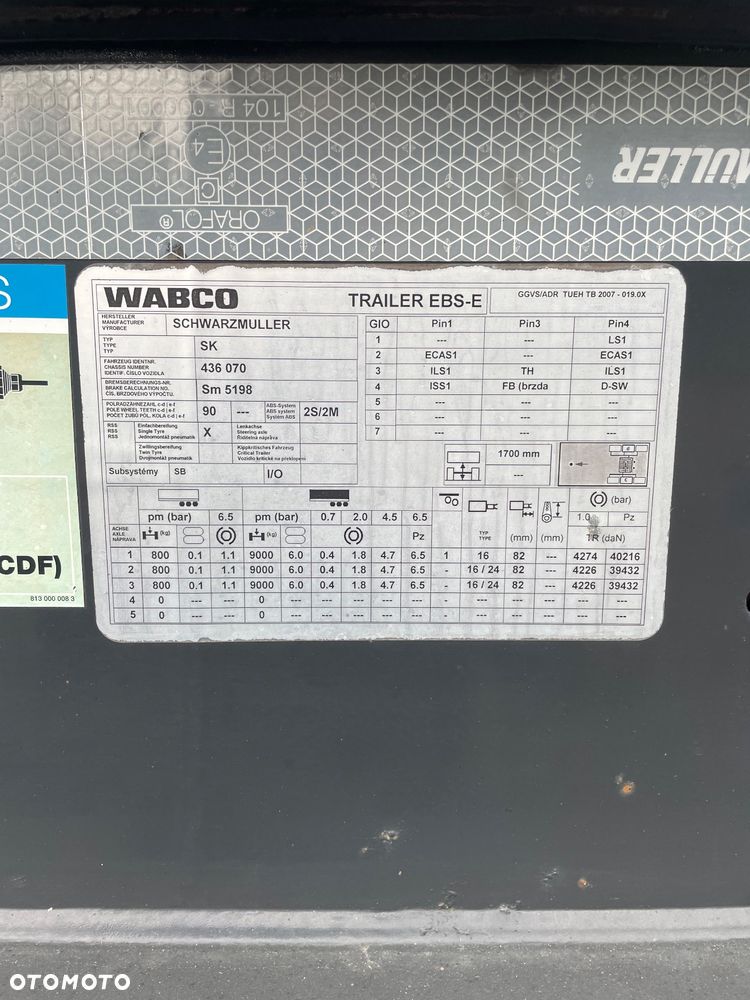 104 R - 000001
E4
C
ORAFOL®
MÜLLER
S
CDF)
813 000 008 3
WABCO TRAILER EBS-E GGVS/ADR TUEH TB 2007 - 019.0X
HERSTELLER
MANUFACTURER
VÝROBCE
SCHWARZMULLER
TYP
TYPE
TYP
SK
FAHRZEUG IDENTNR.
CHASSIS NUMBER
IDENTIF. ČÍSLO VOZIDLA
436 070
BREMSBERECHNUNGS-NR.
BRAKE CALCULATION NO.
ČÍS. BRZDOVÉHO VÝPOČTU.
Sm 5198
POLRADZÄHNEZAHL c-d | e-f
POLE WHEEL TEETH c-d | e-f
POČET ZUBŮ PÓL. KOLA c-d | e-f
90 ---
ABS-System
ABS system
Systém ABS
2S/2M
RSS Einfachbereifung
RSS Single Tyre
RSS Jednomontáž pneumatik
X
Lenkachse
Steering axle
Řiditelná náprava
Zwillingsbereifung
Twin Tyre
Dvojmontáž pneumatik
Kippkritisches Fahrzeug
Critical Trailer
Vozidlo kritické na překlopení
Subsystémy SB I/O
GIO Pin1 Pin3 Pin4
1 --- --- LS1
2 ECAS1 --- ECAS1
3 ILS1 TH ILS1
4 ISS1 FB (brzda D-SW
5 --- --- ---
6 --- --- ---
7 --- --- ---
1700 mm
---
pm (bar) 6.5 pm (bar) 0.7 2.0 4.5 6.5 1.0 Pz
(bar)
ACHSE
AXLE
NÁPRAVA
(kg) (kg) Pz
TYP
TYPE
(mm) (mm) TR (daN)
1 800 0.1 1.1 9000 6.0 0.4 1.8 4.7 6.5 1 16 82 --- 4274 40216
2 800 0.1 1.1 9000 6.0 0.4 1.8 4.7 6.5 - 16 / 24 82 --- 4226 39432
3 800 0.1 1.1 9000 6.0 0.4 1.8 4.7 6.5 - 16 / 24 82 --- 4226 39432
4 0 --- --- 0 --- --- --- --- --- - --- --- --- --- ---
5 0 --- --- 0 --- --- --- --- --- - --- --- --- --- ---
OTOMOTO